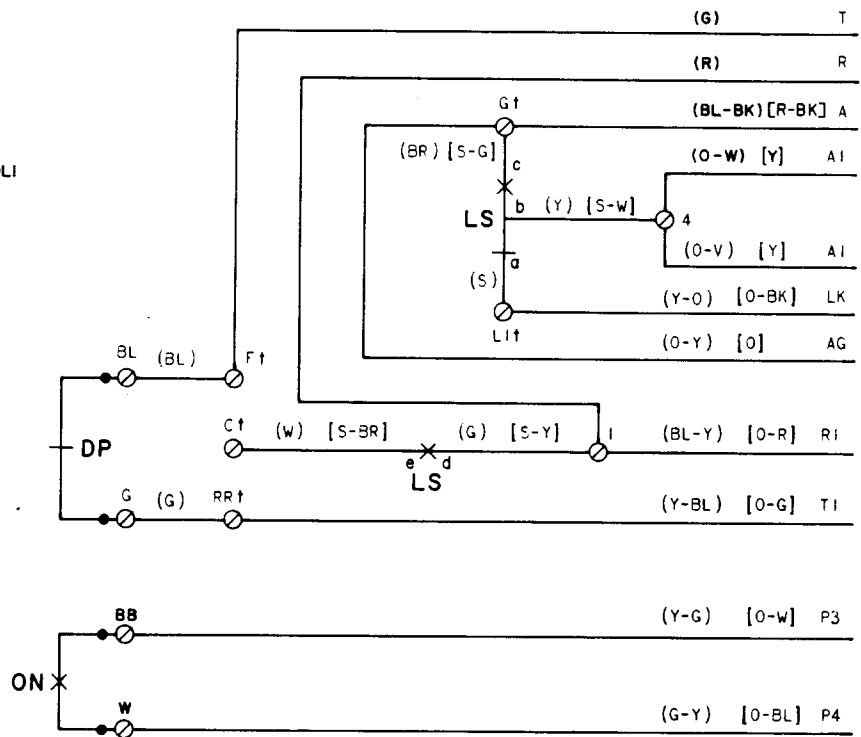 (G) T
(R) R
G† (BL-BK) [R-BK] A
(BR) [S-G] c (O-W) [Y] A1
LI
LS b (Y) [S-W] 4
a (O-V) [Y] A1
(S) (Y-O) [O-BK] LK
L1†
(O-Y) [O] AG
BL (BL) F†
DP C† (W) [S-BR] (G) [S-Y] 1 (BL-Y) [O-R] R1
e d
LS
G (G) RR† (Y-BL) [O-G] T1
BB (Y-G) [O-W] P3
ON
W (G-Y) [O-BL] P4